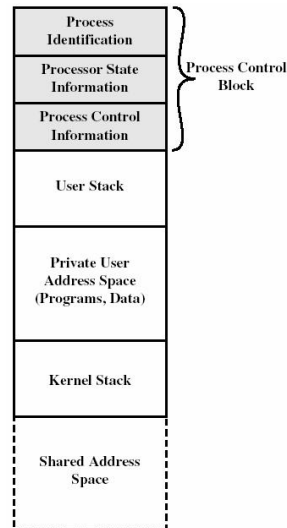 Process
Identification
Processor State
Information
Process Control
Information
Process Control
Block
User Stack
Private User
Address Space
(Programs, Data)
Kernel Stack
Shared Address
Space